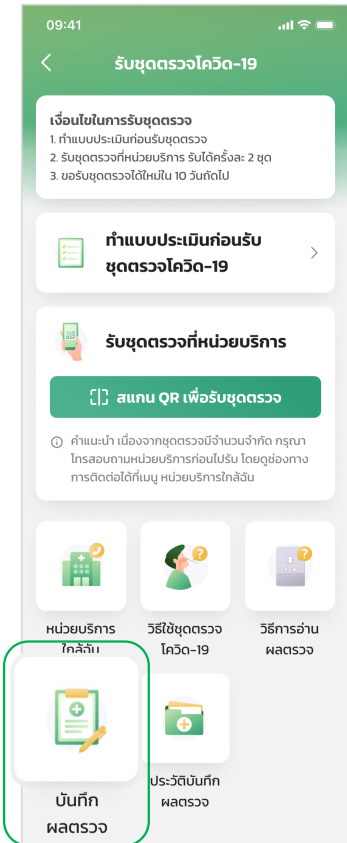 09:41
รับชุดตรวจโควิด-19
เงื่อนไขในการรับชุดตรวจ
1. ทำแบบประเมินก่อนรับชุดตรวจ
2. รับชุดตรวจที่หน่วยบริการ รับได้ครั้งละ 2 ชุด
3. ขอรับชุดตรวจได้ใหม่ใน 10 วันถัดไป
ทำแบบประเมินก่อนรับ
ชุดตรวจโควิด-19
รับชุดตรวจที่หน่วยบริการ
สแกน QR เพื่อรับชุดตรวจ
คำแนะนำ เนื่องจากชุดตรวจมีจำนวนจำกัด กรุณา
โทรสอบถามหน่วยบริการก่อนไปรับ โดยดูช่องทาง
การติดต่อได้ที่เมนู หน่วยบริการใกล้ฉัน
หน่วยบริการ
ใกล้ฉัน
วิธีใช้ชุดตรวจ
โควิด-19
วิธีการอ่าน
ผลตรวจ
บันทึก
ผลตรวจ
ประวัติบันทึก
ผลตรวจ